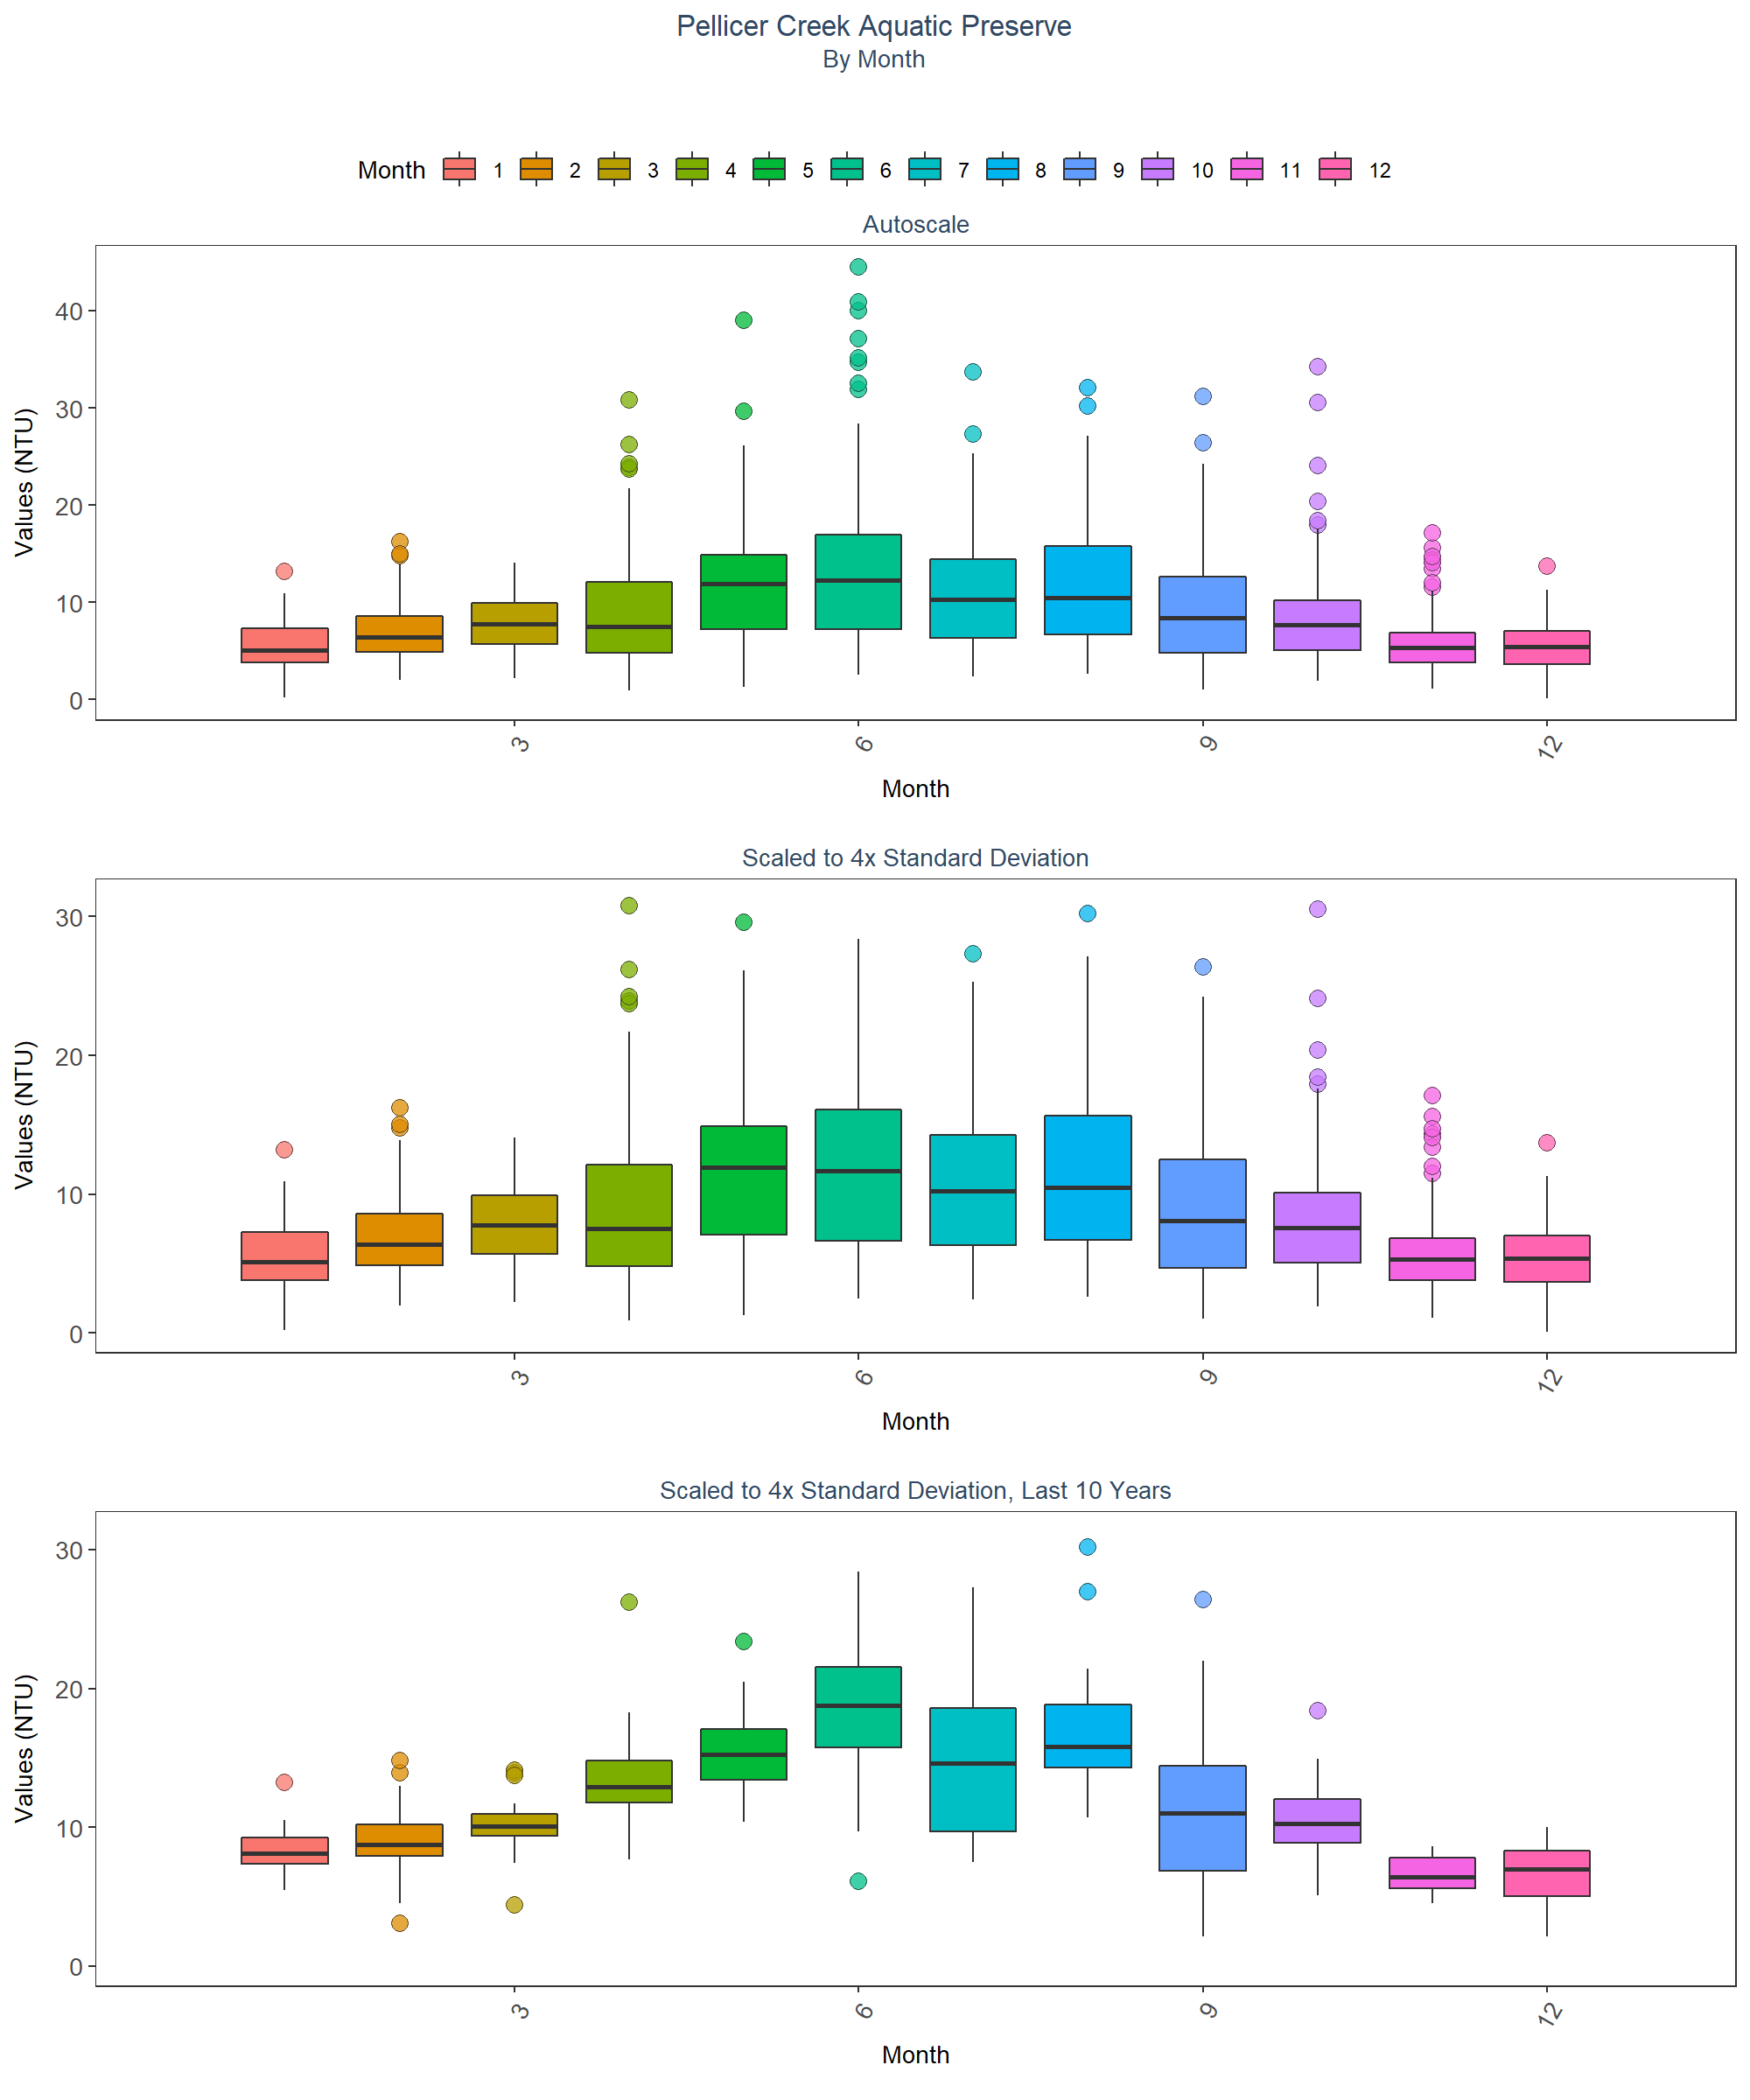 Pellicer Creek Aquatic Preserve
By Month
Month 1 2 3 4 5 6 7 8 9 10 11 12
Autoscale
Values (NTU)
40
30
20
10
0
3 6 9 12
Month
Scaled to 4x Standard Deviation
Values (NTU)
30
20
10
0
3 6 9 12
Month
Scaled to 4x Standard Deviation, Last 10 Years
Values (NTU)
30
20
10
0
3 6 9 12
Month